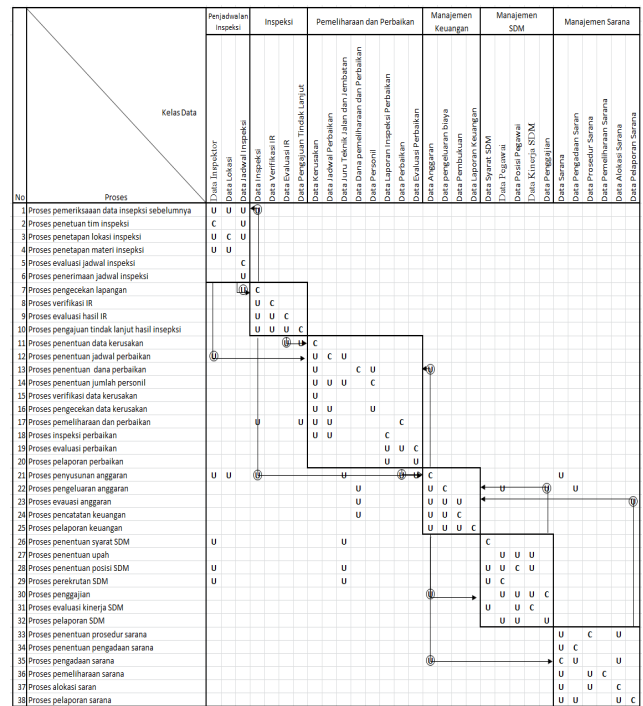 Penjadwalan Inspeksi
Inspeksi
Pemeliharaan dan Perbaikan
Manajemen Keuangan
Manajemen SDM
Manajemen Sarana
Kelas Data
No Proses
Data Inspektor
Data Lokasi
Data Jadwal Inspeksi
Data Inspeksi
Data Verifikasi IR
Data Evaluasi IR
Data Pengajuan Tindak Lanjut
Data Kerusakan
Data Jadwal Perbaikan
Data Juru Teknik Jalan dan Jembatan
Data Dana pemeliharaan dan Perbaikan
Data Personil
Data Laporan Inspeksi Perbaikan
Data Perbaikan
Data Evaluasi Perbaikan
Data Anggaran
Data pengeluran biaya
Data Pembukuan
Data Laporan Keuangan
Data Syarat SDM
Data Pegawai
Data Posisi Pegawai
Data Kinerja SDM
Data Penggajian
Data Sarana
Data Pengadaan Saran
Data Prosedur Sarana
Data Pemeilharaan Sarana
Data Alokasi Sarana
Data Pelaporan Sarana
1 Proses pemeriksaaan data insepksi sebelumnya U U U U
2 Proses penetuan tim inspeksi C U
3 Proses penetapan lokasi inspeksi U C U
4 Proses penetapan materi insepksi U U
5 Proses evaluasi jadwal inspeksi C
6 Proses penerimaan jadwal inspeksi U
7 Proses pengecekan lapangan U C
8 Proses verifikasi IR U C
9 Proses evaluasi hasil IR U U C
10 Proses pengajuan tindak lanjut hasil insepksi U U U C
11 Proses penentuan data kerusakan U U C
12 Proses penentuan jadwal perbaikan U U C U
13 Proses penentuan dana perbaikan U C U U
14 Proses penentuan jumlah personil U U U C
15 Proses verifikasi data kerusakan U
16 Proses pengecekan data kerusakan U U U
17 Proses pemeliharaan dan perbaikan U U U U C
18 Proses inspeksi perbaikan U U C
19 Proses evaluasi perbaikan U U C
20 Proses pelaporan perbaikan U U
21 Proses penyusunan anggaran U U U U U U C U
22 Proses pengeluaran anggaran U U C U U U
23 Proses evauasi anggaran U U U U U
24 Proses pencatatan keuangan U U U C
25 Proses pelaporan keuangan U U U C
26 Proses penentuan syarat SDM U U C
27 Proses penentuan upah U U U
28 Proses penentuan posisi SDM U U U U C U
29 Proses perekrutan SDM U U U C
30 Proses penggajian U U U U C
31 Proses evaluasi kinerja SDM U U C
32 Proses pelaporan SDM U U U
33 Proses penentuan prosedur sarana U C U
34 Proses penentuan pengadaan sarana U C
35 Proses pengadaan sarana U C U U
36 Proses pemeliharaan sarana U U C
37 Proses alokasi saran U U C
38 Proses pelaporan sarana U U U C